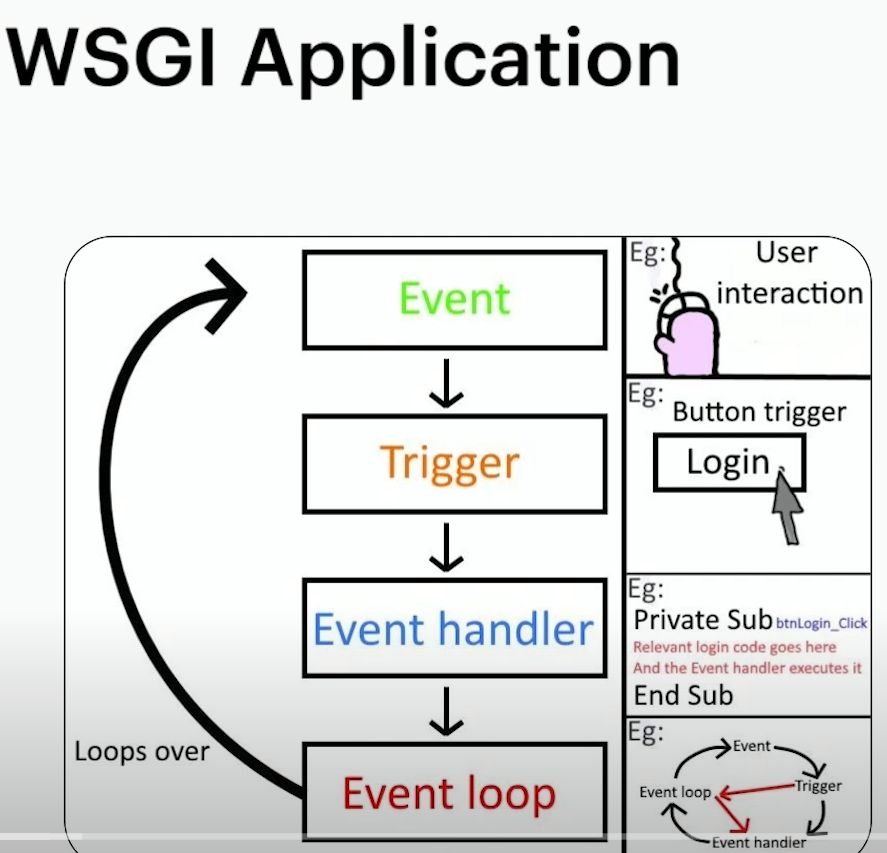 WSGI Application
Event
Trigger
Event handler
Event loop
Loops over
Eg:
User
interaction
Eg:
Button trigger
Login
Eg:
Private Sub btnLogin_Click
Relevant login code goes here
And the Event handler executes it
End Sub
Eg:
Event
Trigger
Event loop
Event handler